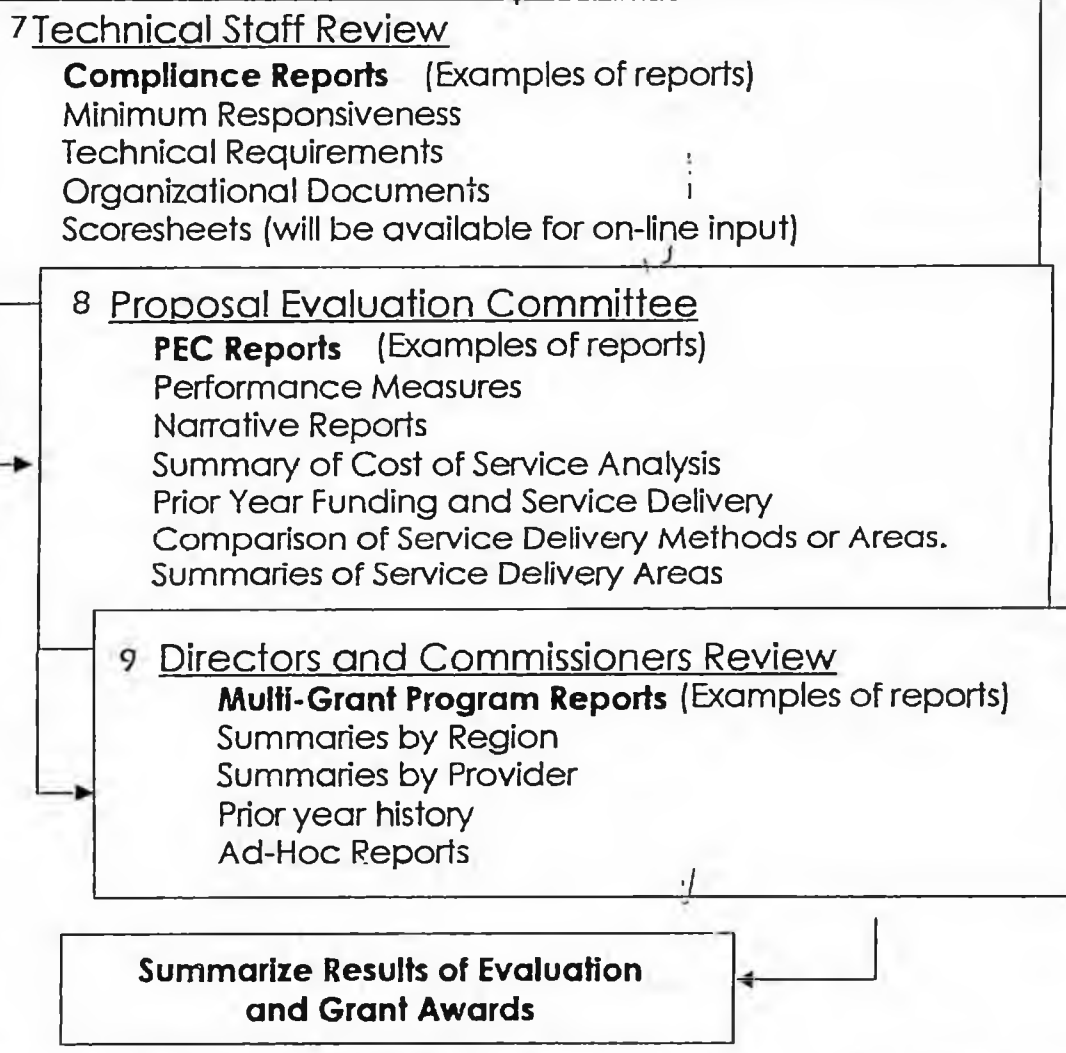 7 Technical Staff Review
Compliance Reports (Examples of reports)
Minimum Responsiveness
Technical Requirements
Organizational Documents
Scoresheets (will be available for on-line input)
8 Proposal Evaluation Committee
PEC Reports (Examples of reports)
Performance Measures
Narrative Reports
Summary of Cost of Service Analysis
Prior Year Funding and Service Delivery
Comparison of Service Delivery Methods or Areas.
Summaries of Service Delivery Areas
9 Directors and Commissioners Review
Multi-Grant Program Reports (Examples of reports)
Summaries by Region
Summaries by Provider
Prior year history
Ad-Hoc Reports
Summarize Results of Evaluation
and Grant Awards